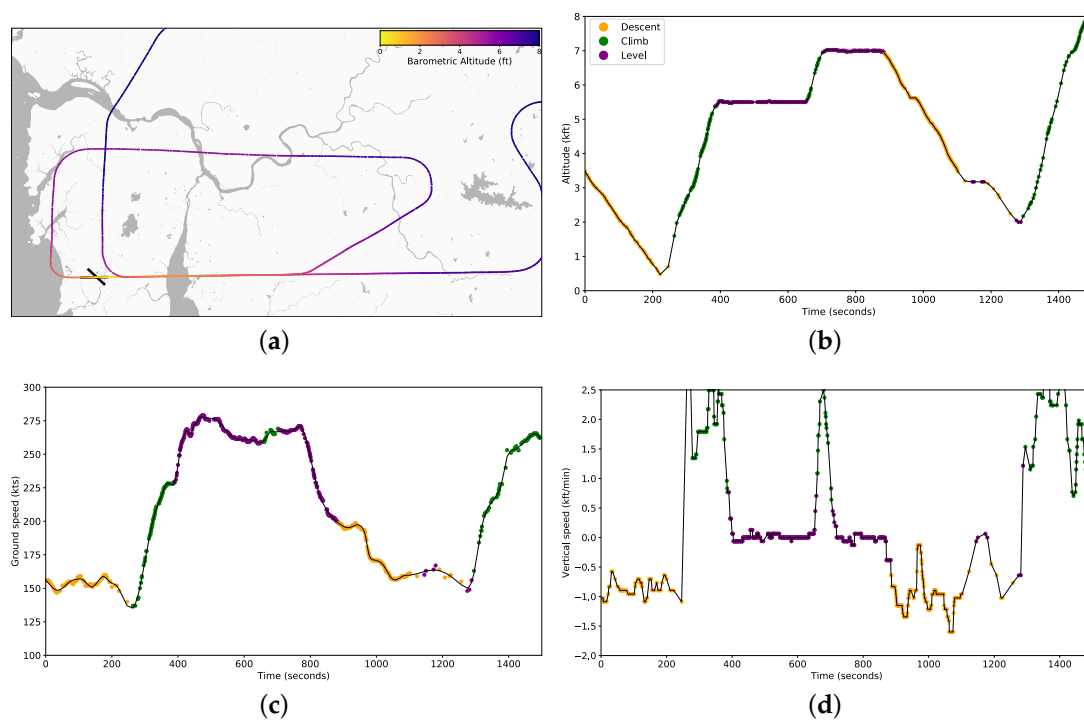 0 2 4 6 8
Barometric Altitude (ft)
(a)
8
7
6
5
4
3
2
1
0
Altitude (kft)
Descent
Climb
Level
0 200 400 600 800 1000 1200 1400
Time (seconds)
(b)
300
275
250
225
200
175
150
125
100
Ground speed (kts)
0 200 400 600 800 1000 1200 1400
Time (seconds)
(c)
2.5
2.0
1.5
1.0
0.5
0.0
−0.5
−1.0
−1.5
−2.0
Vertical speed (kft/min)
0 200 400 600 800 1000 1200 1400
Time (seconds)
(d)